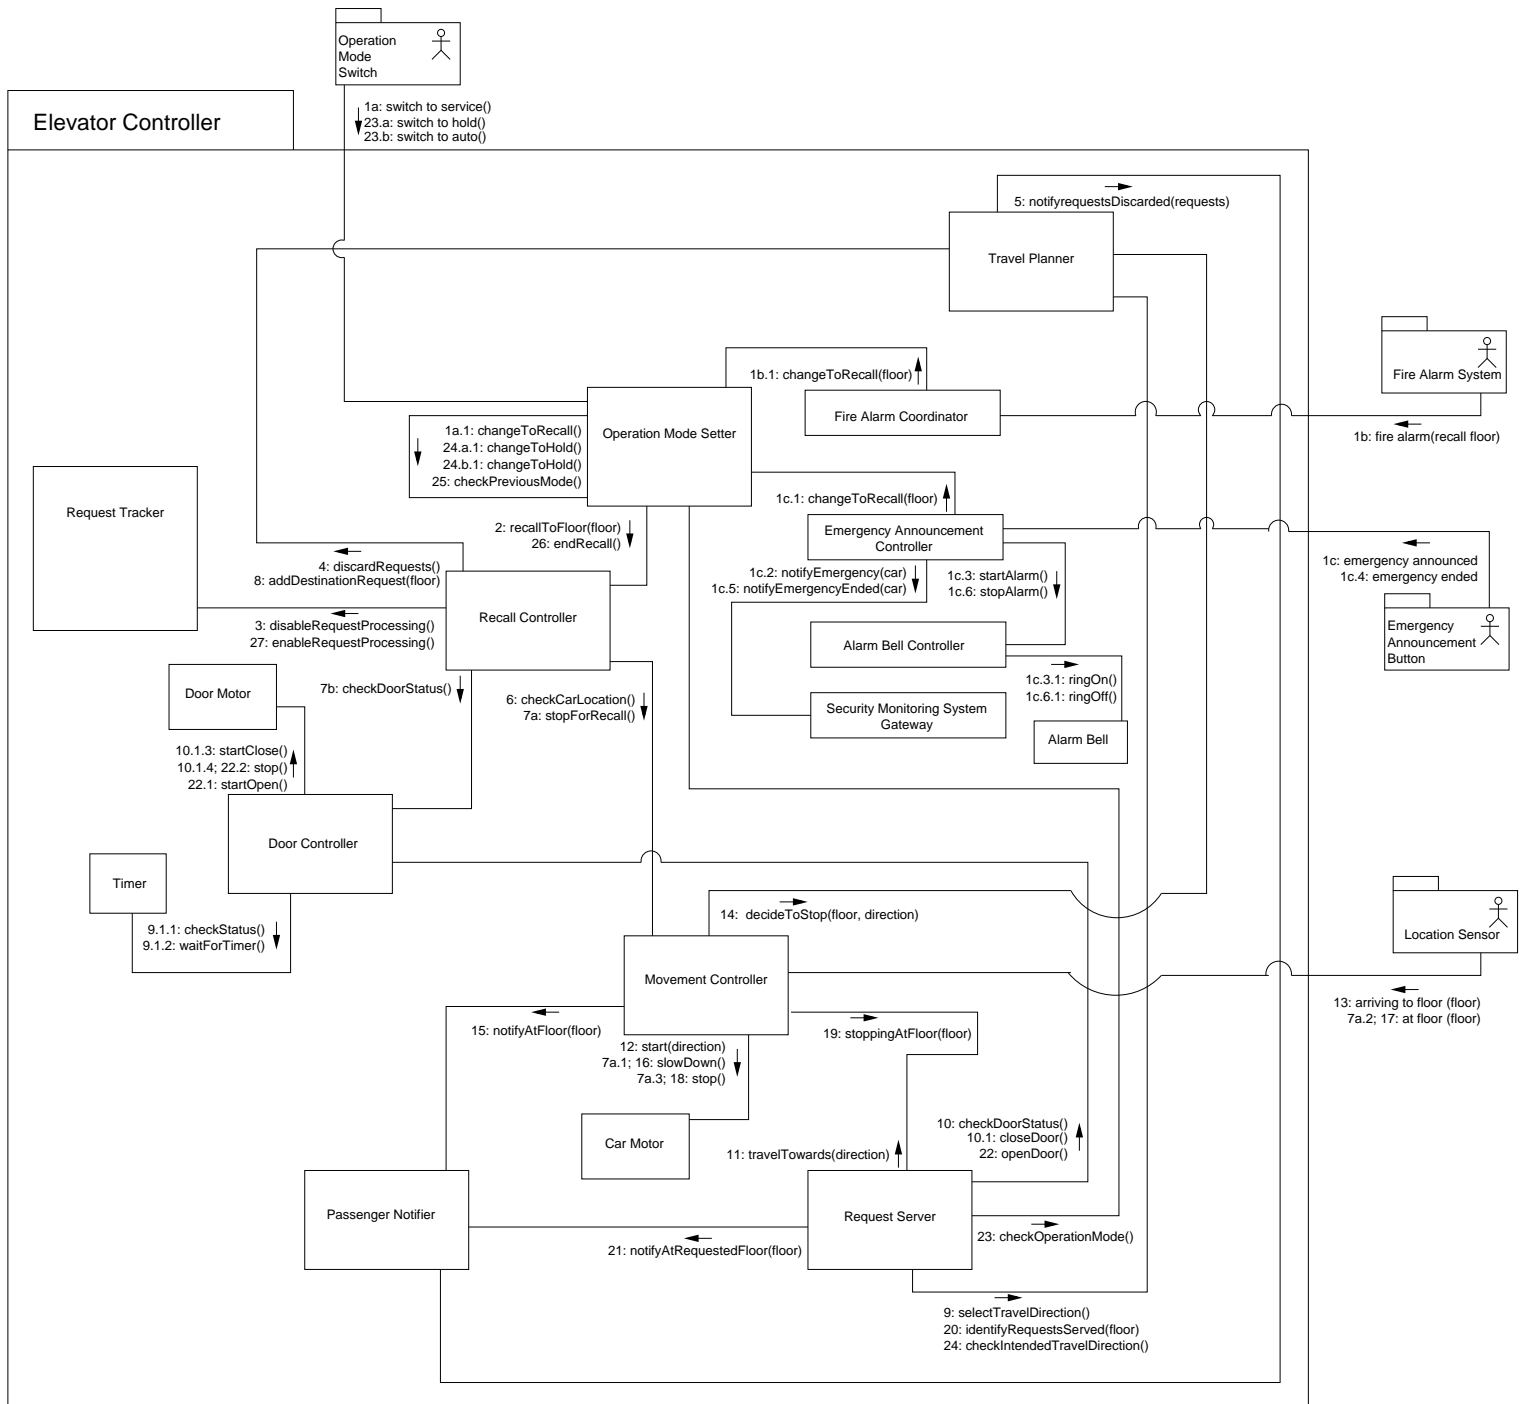 Operation
Mode
Switch
1a: switch to service()
23.a: switch to hold()
23.b: switch to auto()
Elevator Controller
5: notifyrequestsDiscarded(requests)
Travel Planner
1b.1: changeToRecall(floor)
Fire Alarm System
Fire Alarm Coordinator
1b: fire alarm(recall floor)
Operation Mode Setter
1a.1: changeToRecall()
24.a.1: changeToHold()
24.b.1: changeToHold()
25: checkPreviousMode()
Request Tracker
1c.1: changeToRecall(floor)
2: recallToFloor(floor)
26: endRecall()
Emergency Announcement
Controller
1c: emergency announced
1c.4: emergency ended
4: discardRequests()
8: addDestinationRequest(floor)
1c.2: notifyEmergency(car)
1c.5: notifyEmergencyEnded(car)
1c.3: startAlarm()
1c.6: stopAlarm()
Recall Controller
3: disableRequestProcessing()
27: enableRequestProcessing()
Alarm Bell Controller
Emergency
Announcement
Button
Door Motor
7b: checkDoorStatus()
6: checkCarLocation()
7a: stopForRecall()
1c.3.1: ringOn()
1c.6.1: ringOff()
Security Monitoring System
Gateway
Alarm Bell
10.1.3: startClose()
10.1.4; 22.2: stop()
22.1: startOpen()
Door Controller
Timer
9.1.1: checkStatus()
9.1.2: waitForTimer()
14:  decideToStop(floor, direction)
Location Sensor
Movement Controller
13: arriving to floor (floor)
7a.2; 17: at floor (floor)
15: notifyAtFloor(floor)
12: start(direction)
7a.1; 16: slowDown()
7a.3; 18: stop()
19: stoppingAtFloor(floor)
Car Motor
10: checkDoorStatus()
10.1: closeDoor()
22: openDoor()
11: travelTowards(direction)
Passenger Notifier
Request Server
23: checkOperationMode()
21: notifyAtRequestedFloor(floor)
9: selectTravelDirection()
20: identifyRequestsServed(floor)
24: checkIntendedTravelDirection()